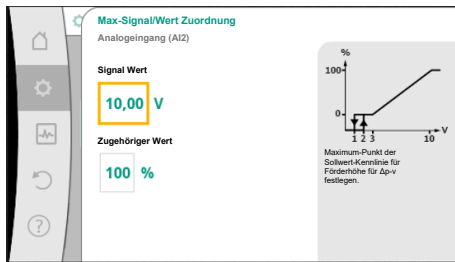 Max-Signal/Wert Zuordnung
Analogeingang (AI2)
Signal Wert
10,00 V
Zugehöriger Wert
100 %
%
100
0
1 2 3 10 V
Maximum-Punkt der
Sollwert-Kennlinie für
Förderhöhe für Δp-v
festlegen.
?